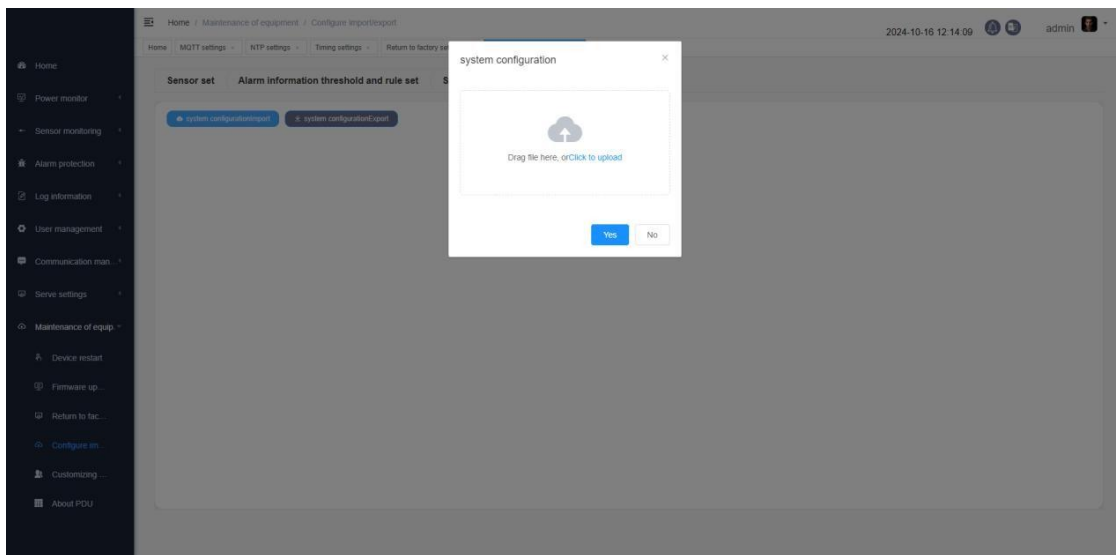 Home / Maintenance of equipment / Configure import/export
2024-10-16 12:14:09
admin
Home
MQTT settings
NTP settings
Timing settings
Return to factory se
Sensor set
Alarm information threshold and rule set
S
system configurationImport
system configurationExport
system configuration
Drag file here, orClick to upload
Yes
No
Home
Power monitor
Sensor monitoring
Alarm protection
Log information
User management
Communication man...
Serve settings
Maintenance of equip.
Device restart
Firmware up...
Return to fac...
Configure im...
Customizing ...
About PDU